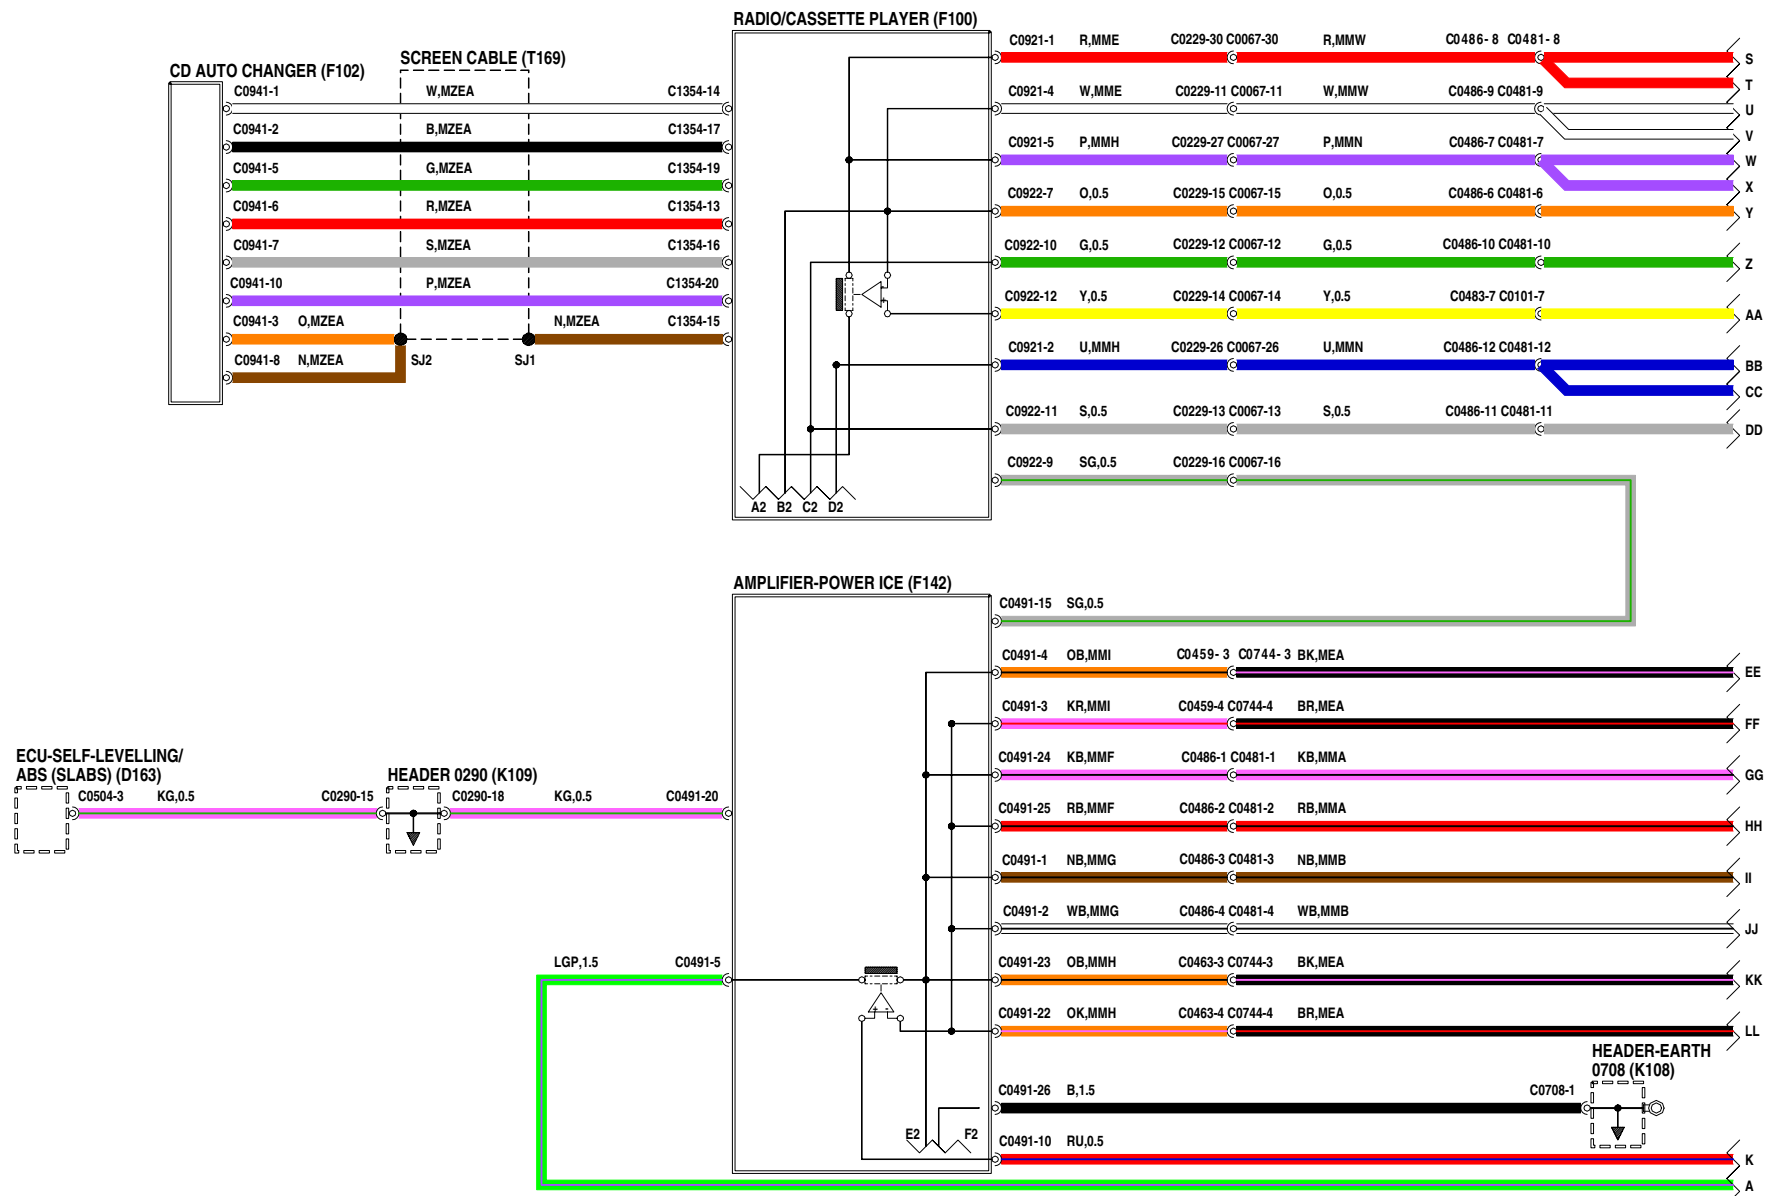 RADIO/CASSETTE PLAYER (F100)
CD AUTO CHANGER (F102)
SCREEN CABLE (T169)
C0941-1 W,MZEA C1354-14
C0941-2 B,MZEA C1354-17
C0941-5 G,MZEA C1354-19
C0941-6 R,MZEA C1354-13
C0941-7 S,MZEA C1354-16
C0941-10 P,MZEA C1354-20
C0941-3 O,MZEA N,MZEA C1354-15
C0941-8 N,MZEA SJ2 SJ1
C0921-1 R,MME C0229-30 C0067-30 R,MMW C0486-8 C0481-8 S
T
C0921-4 W,MME C0229-11 C0067-11 W,MMW C0486-9 C0481-9 U
V
C0921-5 P,MMH C0229-27 C0067-27 P,MMN C0486-7 C0481-7 W
X
C0922-7 O,0.5 C0229-15 C0067-15 O,0.5 C0486-6 C0481-6 Y
C0922-10 G,0.5 C0229-12 C0067-12 G,0.5 C0486-10 C0481-10 Z
C0922-12 Y,0.5 C0229-14 C0067-14 Y,0.5 C0483-7 C0101-7 AA
C0921-2 U,MMH C0229-26 C0067-26 U,MMN C0486-12 C0481-12 BB
CC
C0922-11 S,0.5 C0229-13 C0067-13 S,0.5 C0486-11 C0481-11 DD
C0922-9 SG,0.5 C0229-16 C0067-16
- +
A2 B2 C2 D2
AMPLIFIER-POWER ICE (F142)
C0491-15 SG,0.5
C0491-4 OB,MMI C0459-3 C0744-3 BK,MEA EE
C0491-3 KR,MMI C0459-4 C0744-4 BR,MEA FF
C0491-24 KB,MMF C0486-1 C0481-1 KB,MMA GG
C0491-25 RB,MMF C0486-2 C0481-2 RB,MMA HH
C0491-1 NB,MMG C0486-3 C0481-3 NB,MMB II
C0491-2 WB,MMG C0486-4 C0481-4 WB,MMB JJ
C0491-23 OB,MMH C0463-3 C0744-3 BK,MEA KK
C0491-22 OK,MMH C0463-4 C0744-4 BR,MEA LL
ECU-SELF-LEVELLING/
ABS (SLABS) (D163)
HEADER 0290 (K109)
C0504-3 KG,0.5 C0290-15 C0290-18 KG,0.5 C0491-20
LGP,1.5 C0491-5
+ -
HEADER-EARTH
0708 (K108)
C0491-26 B,1.5 C0708-1
E2 F2
C0491-10 RU,0.5 K
A